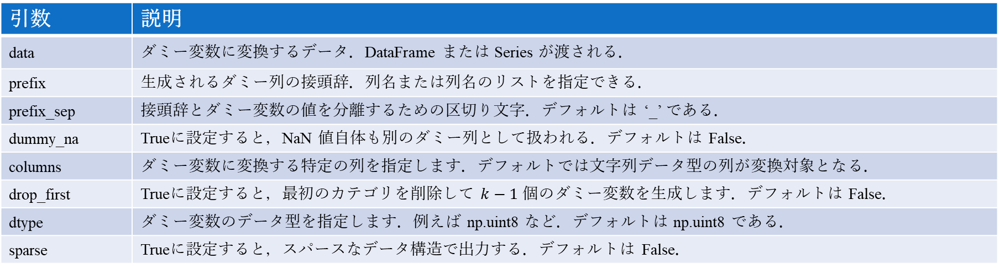 引数 説明
data ダミー変数に変換するデータ．DataFrame または Series が渡される．
prefix 生成されるダミー列の接頭辞．列名または列名のリストを指定できる．
prefix_sep 接頭辞とダミー変数の値を分離するための区切り文字．デフォルトは ‘_’ である．
dummy_na Trueに設定すると，NaN 値自体も別のダミー列として扱われる．デフォルトは False．
columns ダミー変数に変換する特定の列を指定します．デフォルトでは文字列データ型の列が変換対象となる．
drop_first Trueに設定すると，最初のカテゴリを削除して k − 1 個のダミー変数を生成します．デフォルトは False．
dtype ダミー変数のデータ型を指定します．例えば np.uint8 など．デフォルトは np.uint8 である．
sparse Trueに設定すると，スパースなデータ構造で出力する．デフォルトは False．